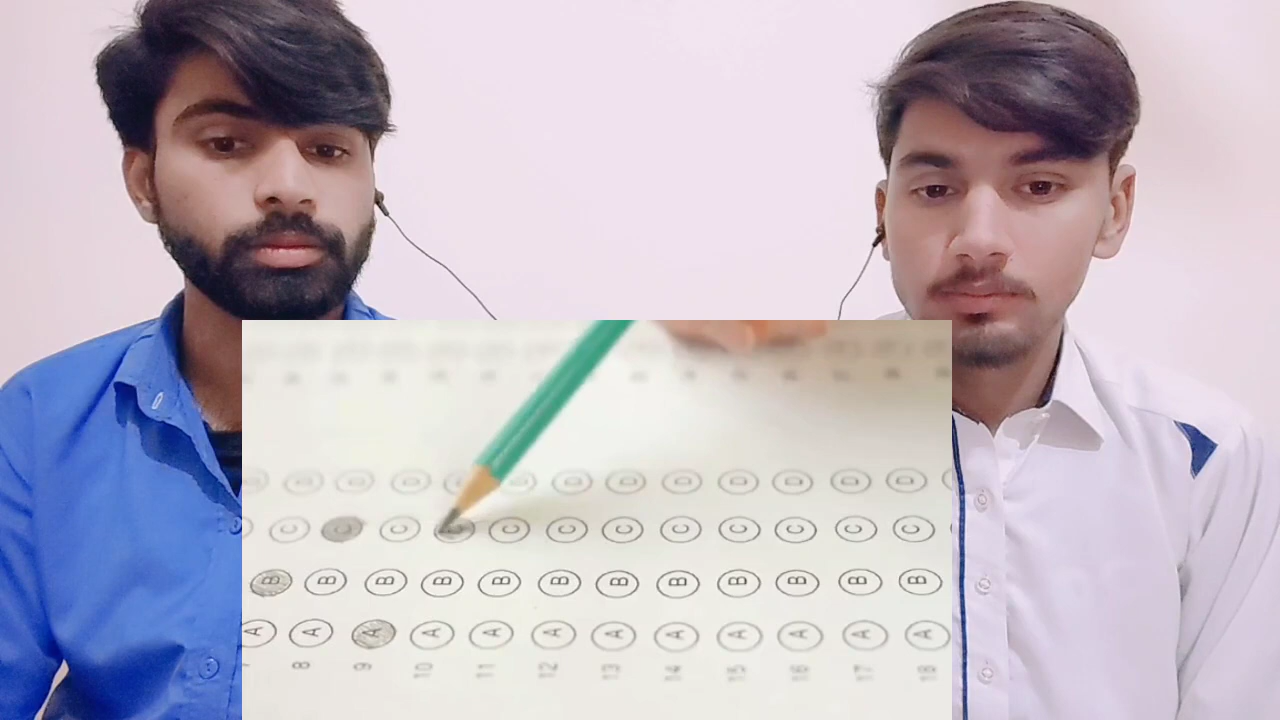 A B C D
8 A B C D
9 A B C D
10 A B C D
11 A B C D
12 A B C D
13 A B C D
14 A B C D
15 A B C D
16 A B C D
17 A B C D
18 A B C D